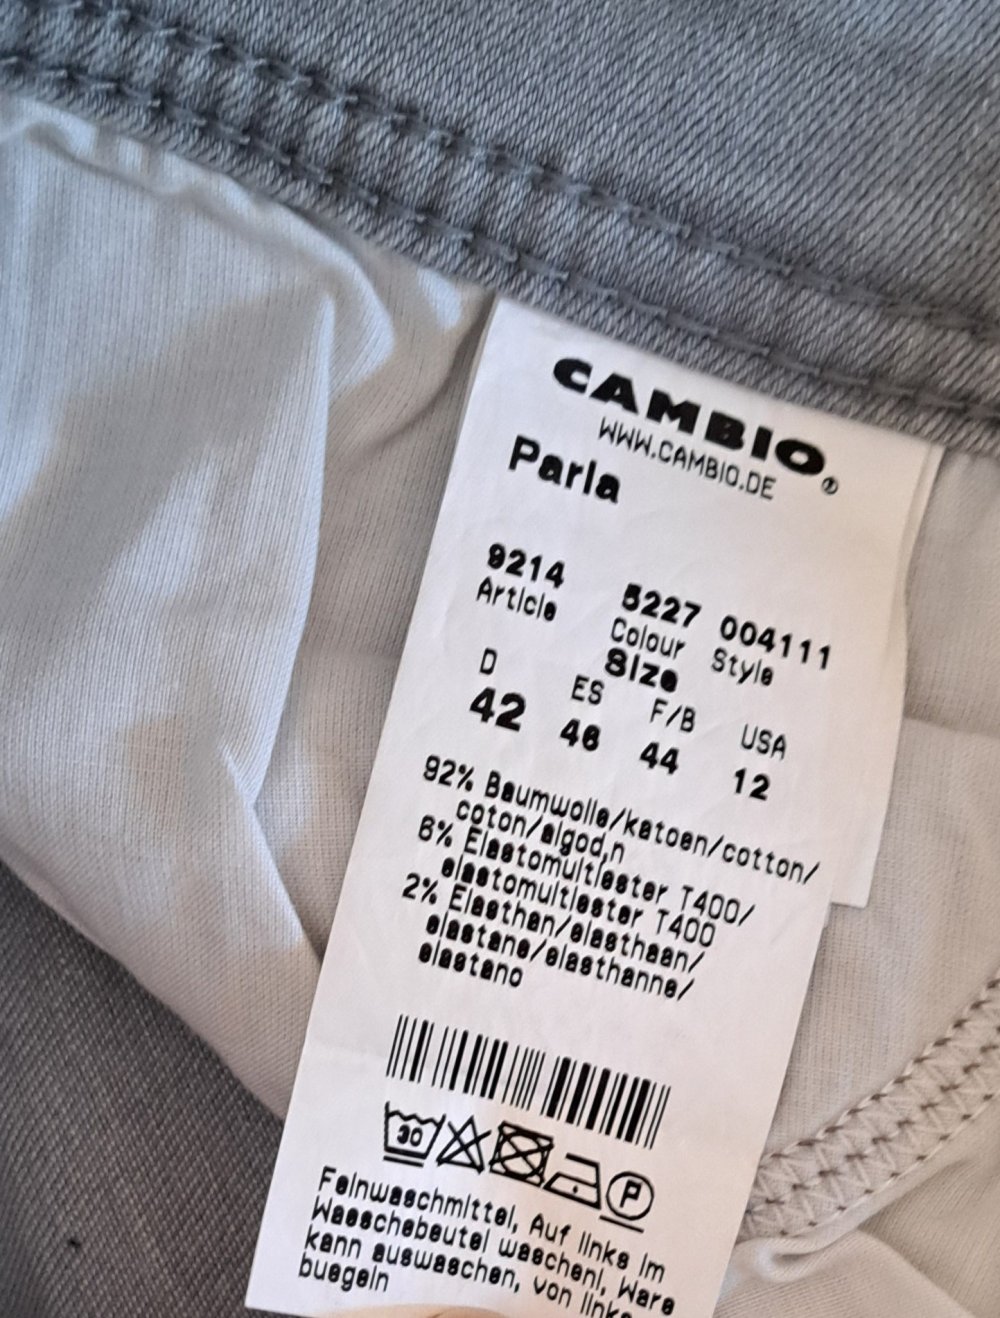 CAMBIO®
WWW.CAMBIO.DE
Parla
9214 5227 004111
Article Colour Style
Size
D ES F/B USA
42 46 44 12
92% Baumwolle/katoen/cotton/
coton/algod,n
6% Elastomultiester T400/
elastomultiester T400
2% Elasthan/elasthaan/
elastane/elasthanne/
elastano
30 P
Feinwaschmittel, Auf links im
Waeschebeutel waschen!, Ware
kann auswaschen, von links
buegeln